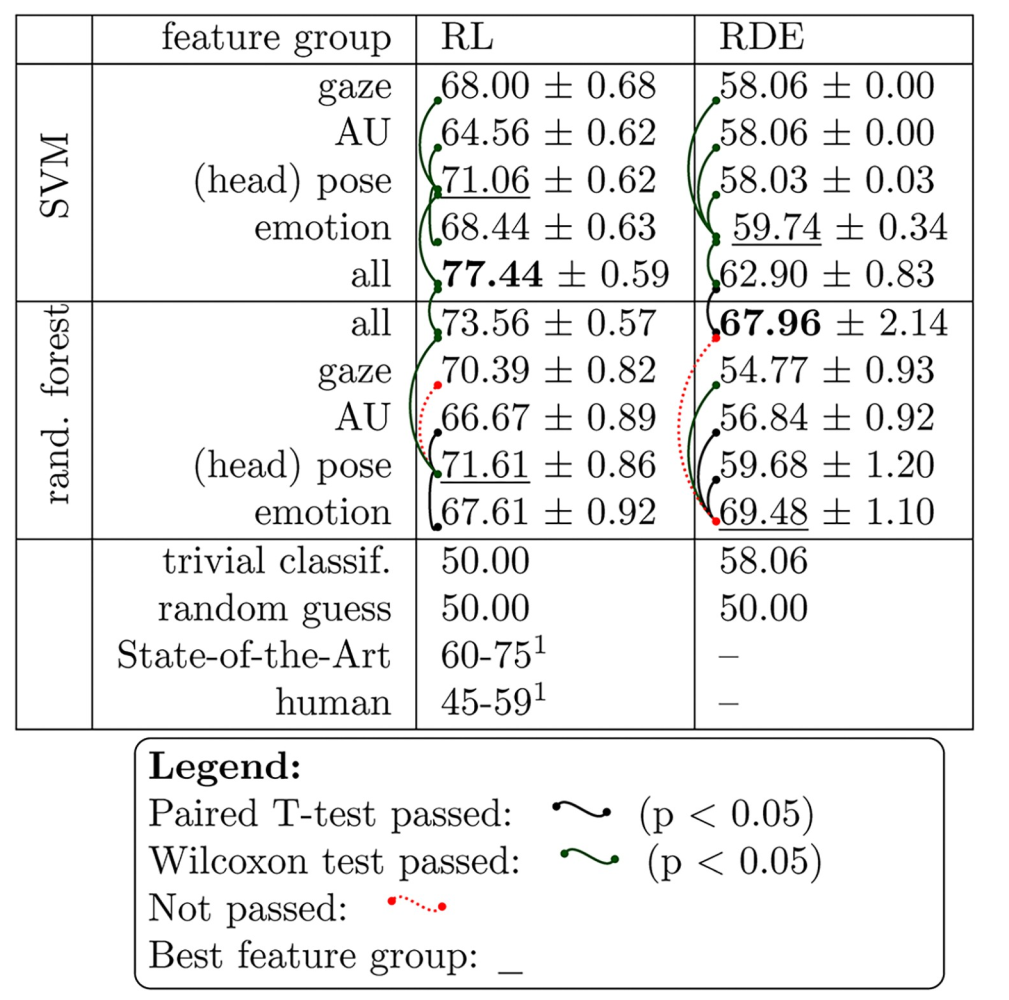 feature group RL RDE
SVM
gaze 68.00 ± 0.68 58.06 ± 0.00
AU 64.56 ± 0.62 58.06 ± 0.00
(head) pose 71.06 ± 0.62 58.03 ± 0.03
emotion 68.44 ± 0.63 59.74 ± 0.34
all 77.44 ± 0.59 62.90 ± 0.83
rand. forest
all 73.56 ± 0.57 67.96 ± 2.14
gaze 70.39 ± 0.82 54.77 ± 0.93
AU 66.67 ± 0.89 56.84 ± 0.92
(head) pose 71.61 ± 0.86 59.68 ± 1.20
emotion 67.61 ± 0.92 69.48 ± 1.10
trivial classif. 50.00 58.06
random guess 50.00 50.00
State-of-the-Art 60-75¹ –
human 45-59¹ –
Legend:
Paired T-test passed: (p < 0.05)
Wilcoxon test passed: (p < 0.05)
Not passed:
Best feature group: _